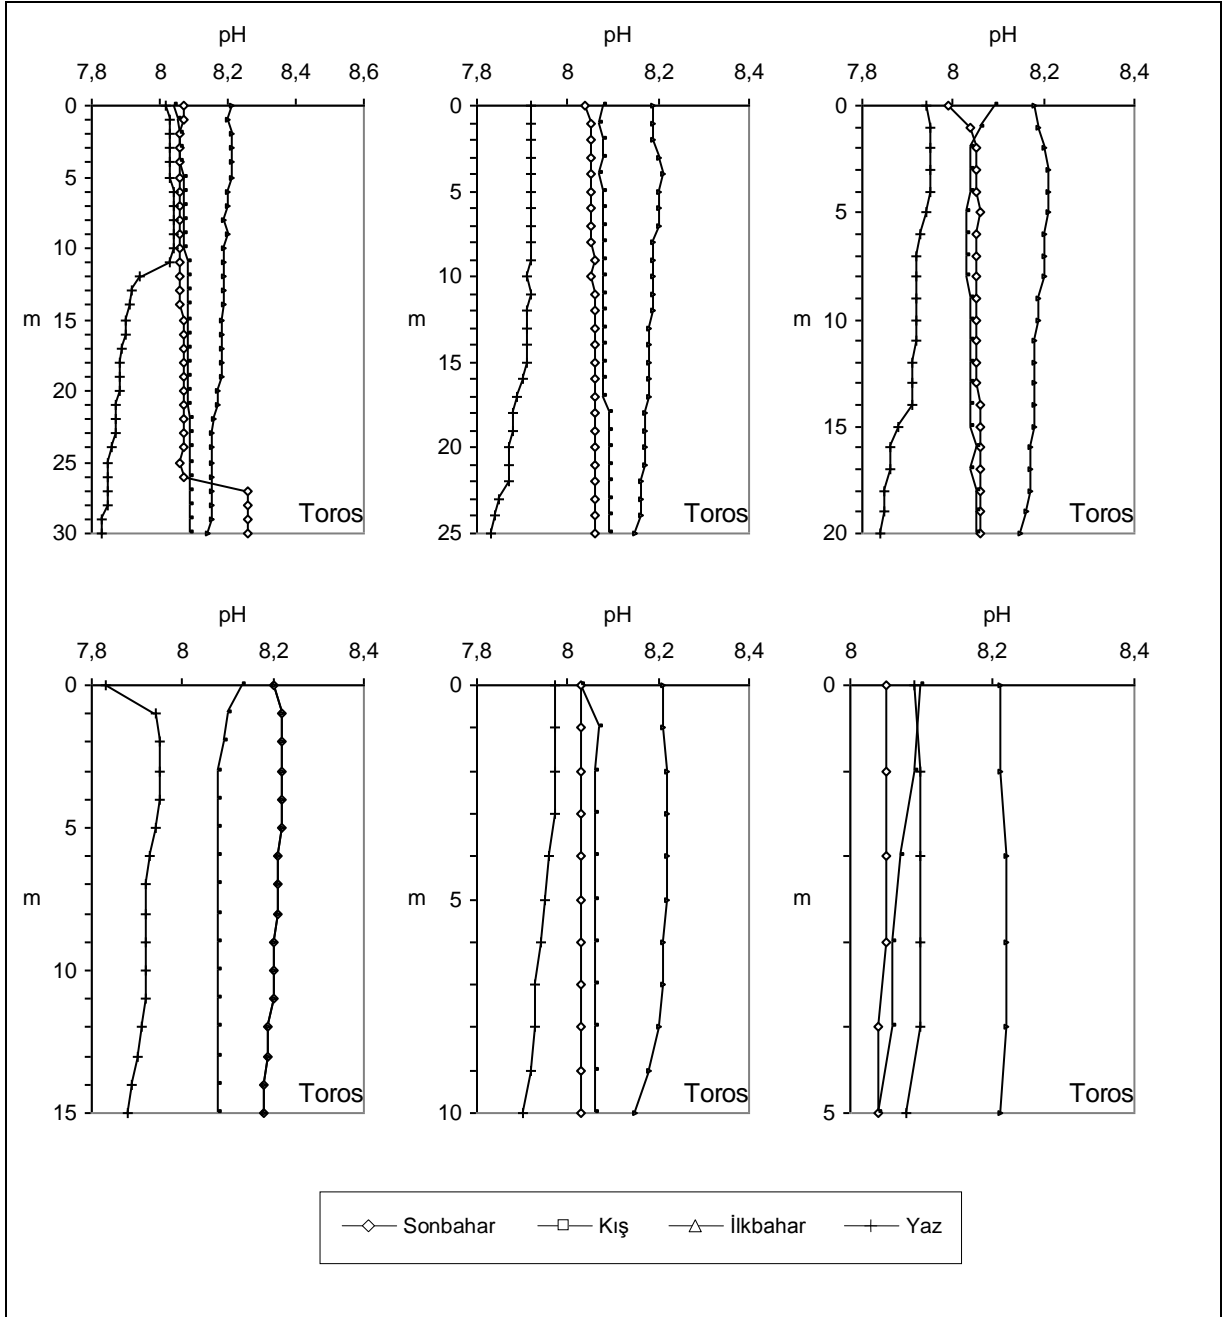 pH pH pH
7,8 8 8,2 8,4 8,6 7,8 8 8,2 8,4 7,8 8 8,2 8,4
0 0 0
5 5
5
10
10
m 15 m m 10
15
20
20 15
25
Toros Toros Toros
30 25 20
pH pH pH
7,8 8 8,2 8,4 7,8 8 8,2 8,4 8 8,2 8,4
0 0 0
5
m m 5 m
10
Toros Toros Toros
15 10 5
Sonbahar Kış İlkbahar Yaz